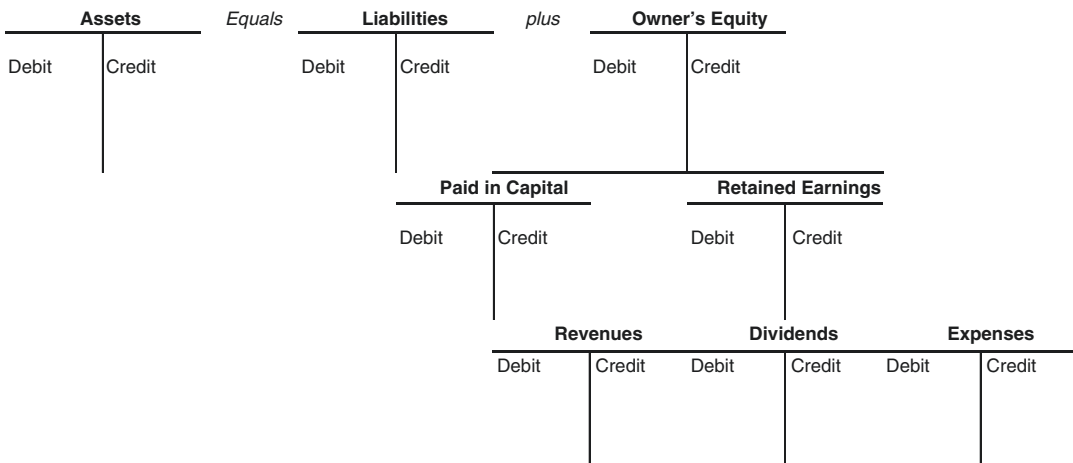 Assets Equals Liabilities plus Owner's Equity
Debit Credit Debit Credit Debit Credit
Paid in Capital Retained Earnings
Debit Credit Debit Credit
Revenues Dividends Expenses
Debit Credit Debit Credit Debit Credit